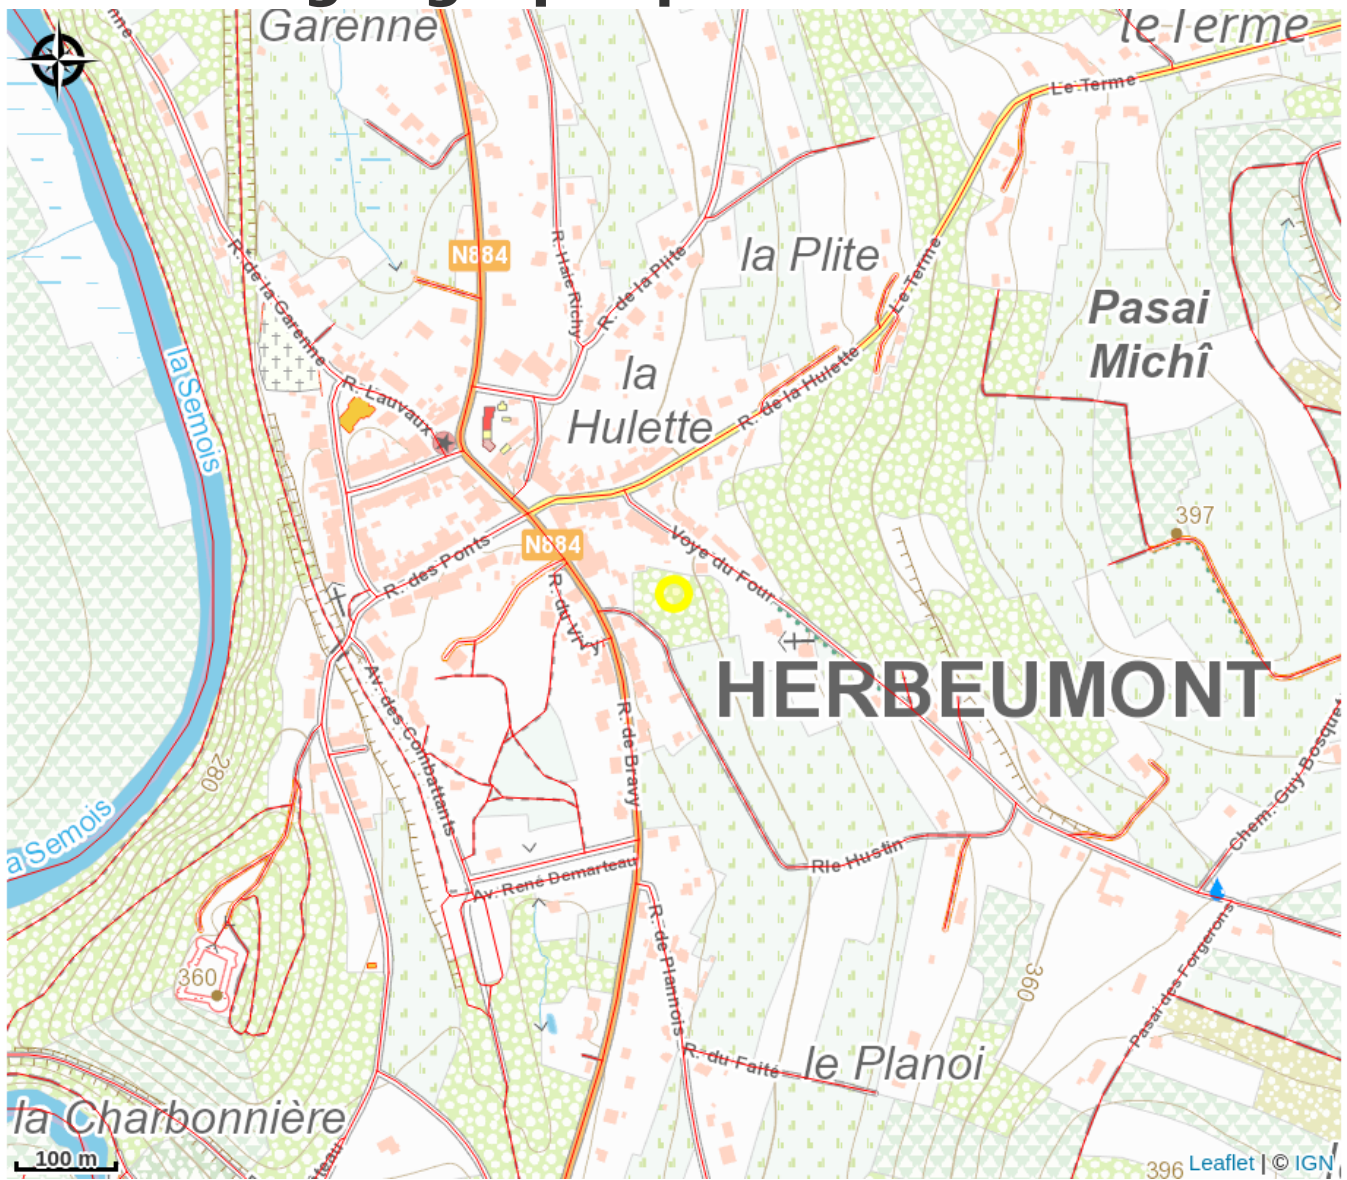 Garenne
le Terme
Le Terme
N884
R. de la Garenne
R. Haie Richy
R. de la Plite
la Plite
Le Terme
Pasai
Michî
la Semois
R. Lauvaux
la
Hulette
R. de la Hulette
397
N884
R. des Ponts
Voye du Four
R. du Vivy
HERBEUMONT
Av. des Combattants
R. de Bravy
280
Chem. Guy Bosquet
la Semois
Rle Hustin
Av. René Demarteau
R. de Plannois
Pasai des Forgerons
360
360
R. du Faité
le Planoi
la Charbonnière
100 m
396
Leaflet | © IGN